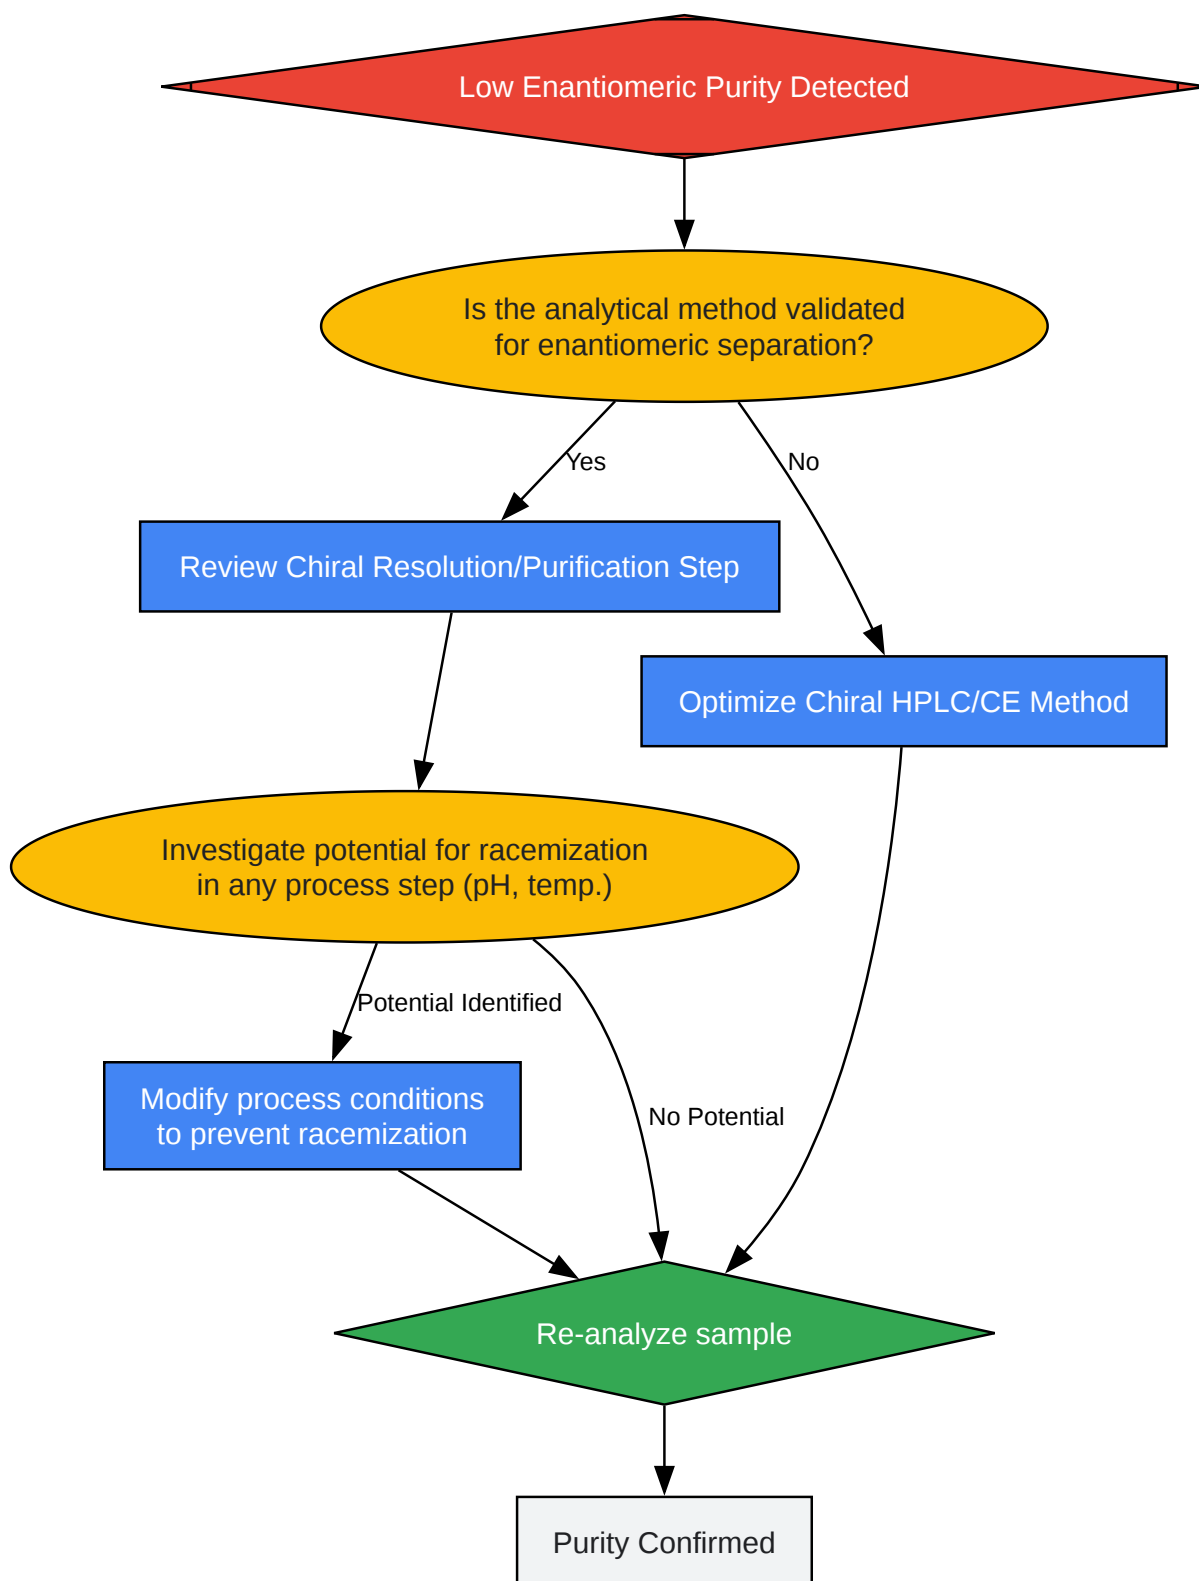 Low Enantiomeric Purity Detected
Is the analytical method validated
for enantiomeric separation?
Yes
No
Review Chiral Resolution/Purification Step
Optimize Chiral HPLC/CE Method
Investigate potential for racemization
in any process step (pH, temp.)
Potential Identified
Modify process conditions
to prevent racemization
No Potential
Re-analyze sample
Purity Confirmed